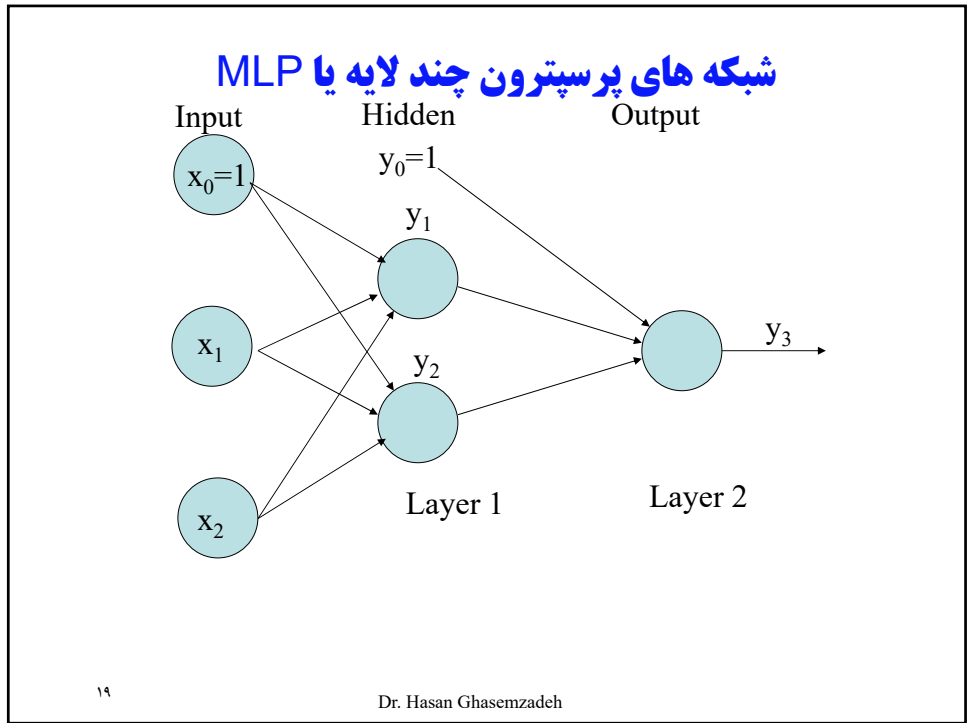 شبکه های پرسپترون چند لایه یا MLP
Input Hidden Output
x₀=1
y₀=1
y₁
x₁
y₂
y₃
x₂
Layer 1 Layer 2
۱۹ Dr. Hasan Ghasemzadeh